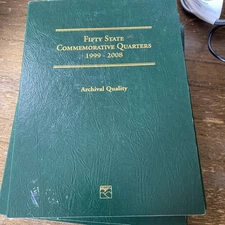 Fifty State
Commemorative Quarters
1999 - 2008
Archival Quality